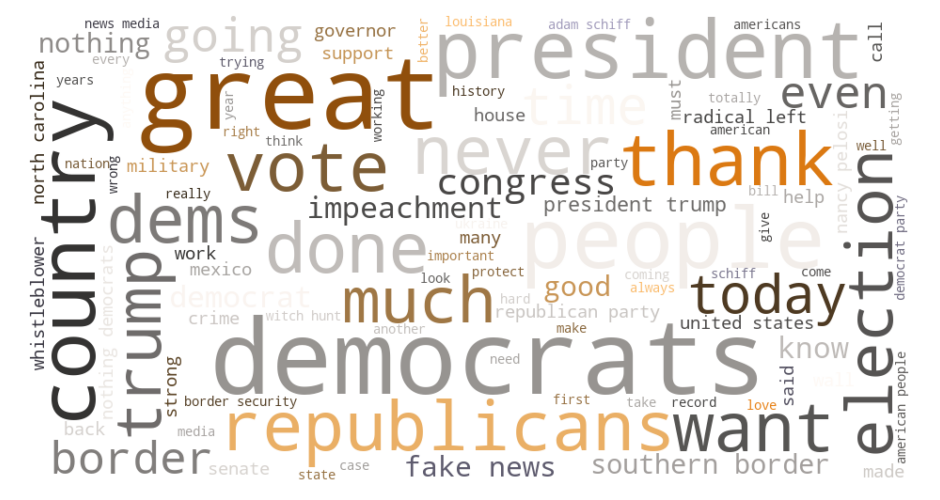 news media
louisiana
adam schiff
americans
nothing
going
governor
president
call
every
trying
support
better
years
great
history
time
even
north carolina
country
year
working
house
must
totally
radical left
getting
right
think
never
american
nation
wrong
military
vote
party
thank
nancy pelosi
well
really
congress
bill
help
dems
impeachment
president trump
give
election
democrat party
ukraine
people
whistleblower
work
done
many
important
trump
mexico
look
protect
coming
schiff
come
nothing democrats
democrat
much
good
always
today
crime
witch hunt
hard
republican party
another
make
united states
democrats
know
need
wall
said
american people
strong
border security
first
take
record
love
back
media
republicans
want
border
senate
state
case
fake news
southern border
made